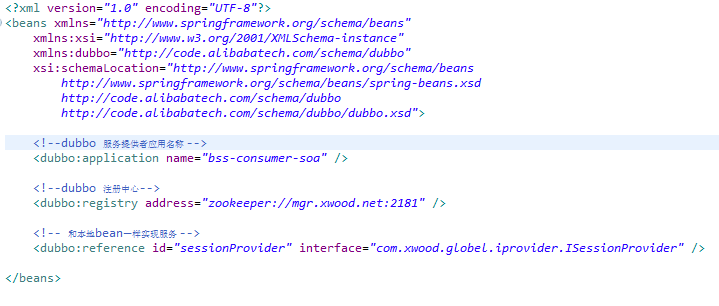 <?xml version="1.0" encoding="UTF-8"?>
<beans xmlns="http://www.springframework.org/schema/beans"
xmlns:xsi="http://www.w3.org/2001/XMLSchema-instance"
xmlns:dubbo="http://code.alibabatech.com/schema/dubbo"
xsi:schemaLocation="http://www.springframework.org/schema/beans
http://www.springframework.org/schema/beans/spring-beans.xsd
http://code.alibabatech.com/schema/dubbo
http://code.alibabatech.com/schema/dubbo/dubbo.xsd">
<!--dubbo 服务提供者应用名称 -->
<dubbo:application name="bss-consumer-soa" />
<!--dubbo 注册中心-->
<dubbo:registry address="zookeeper://mgr.xwood.net:2181" />
<!-- 和本地bean一样实现服务 -->
<dubbo:reference id="sessionProvider" interface="com.xwood.globel.iprovider.ISessionProvider" />
</beans>